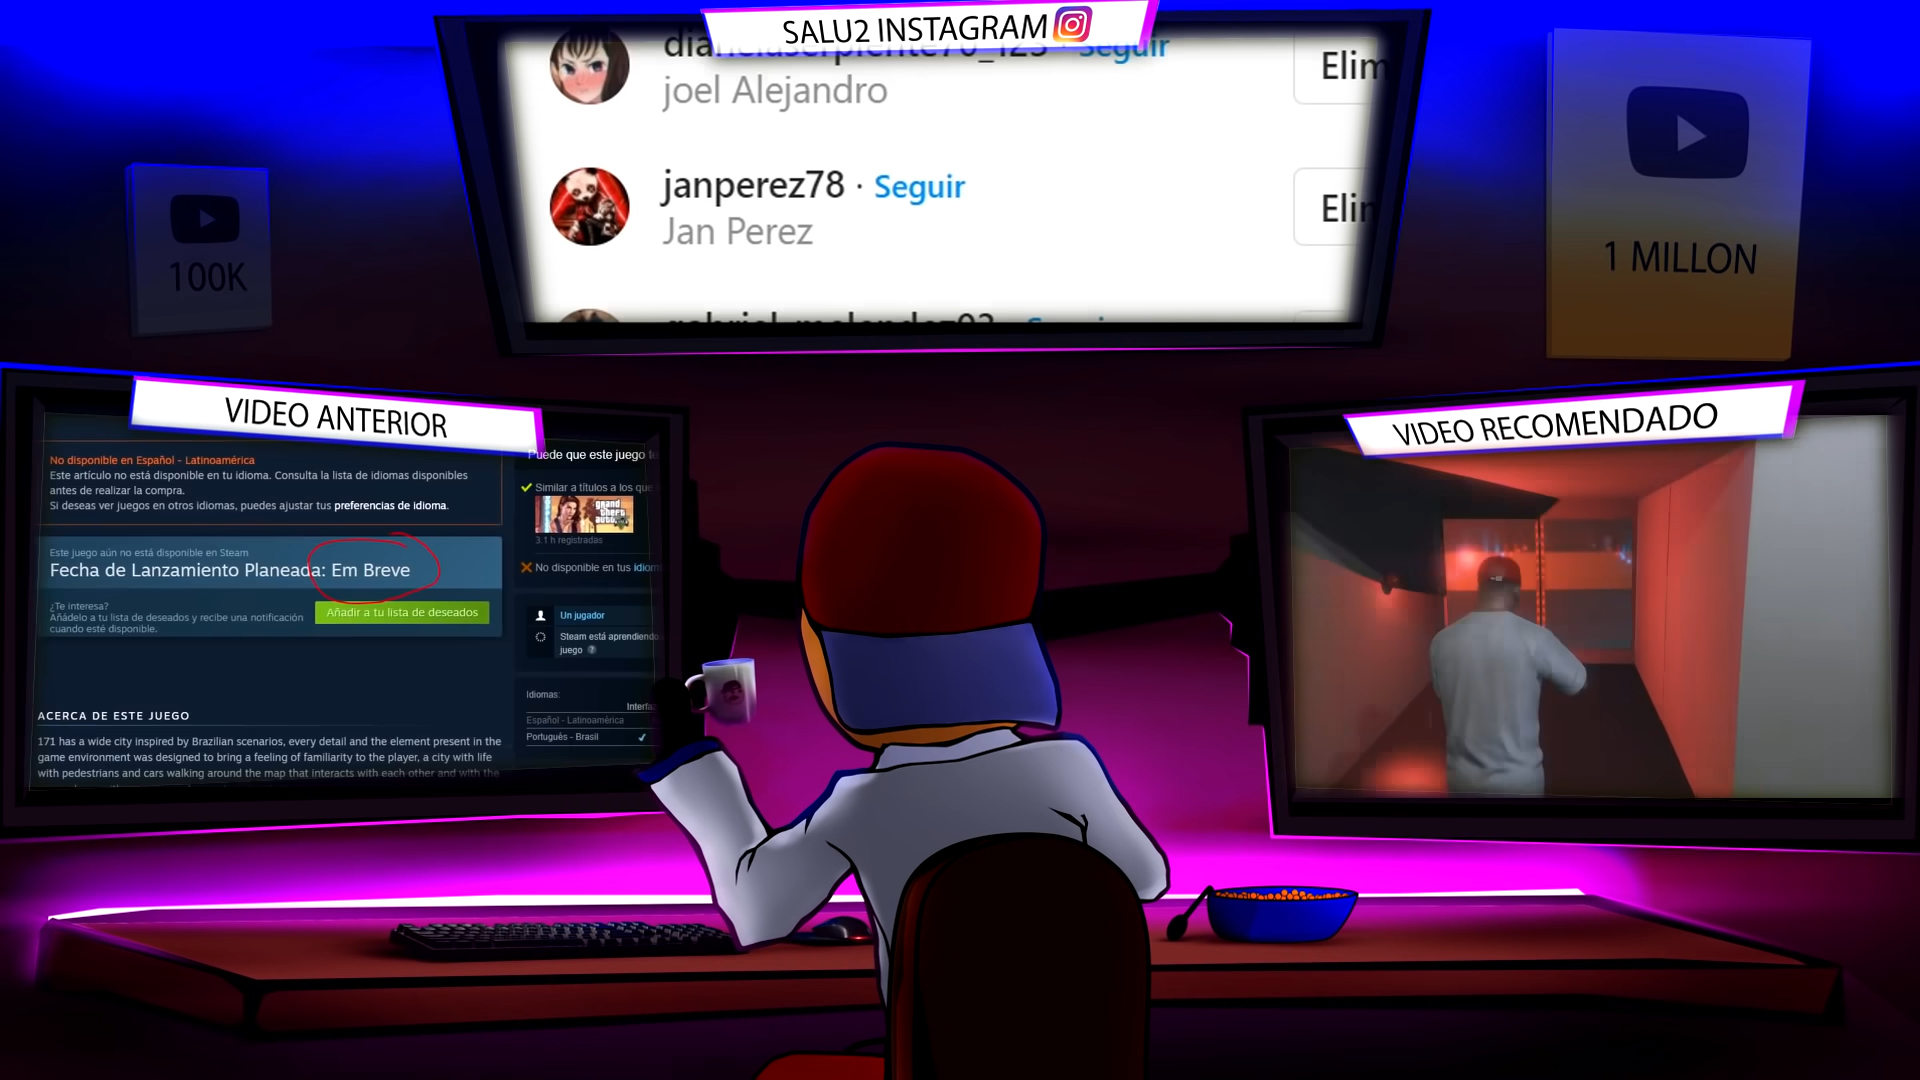 SALU2 INSTAGRAM
Seguir
joel Alejandro
Elim
janperez78 · Seguir
Jan Perez
Elin
100K
1 MILLON
VIDEO ANTERIOR
No disponible en Español - Latinoamérica
Este artículo no está disponible en tu idioma. Consulta la lista de idiomas disponibles
antes de realizar la compra.
Si deseas ver juegos en otros idiomas, puedes ajustar tus preferencias de idioma.
Este juego aún no está disponible en Steam
Fecha de Lanzamiento Planeada: Em Breve
¿Te interesa?
Añádelo a tu lista de deseados y recibe una notificación
cuando esté disponible.
Añadir a tu lista de deseados
ACERCA DE ESTE JUEGO
171 has a wide city inspired by Brazilian scenarios, every detail and the element present in the
game environment was designed to bring a feeling of familiarity to the player, a city with life
with pedestrians and cars walking around the map that interacts with each other and with the
Puede que este juego te
Similar a títulos a los que
grand
theft
auto
3.1 h registradas
No disponible en tus idiom
Un jugador
Steam está aprendiendo
juego ?
Idiomas:
Interfa
Español - Latinoamérica
Português - Brasil ✔
VIDEO RECOMENDADO